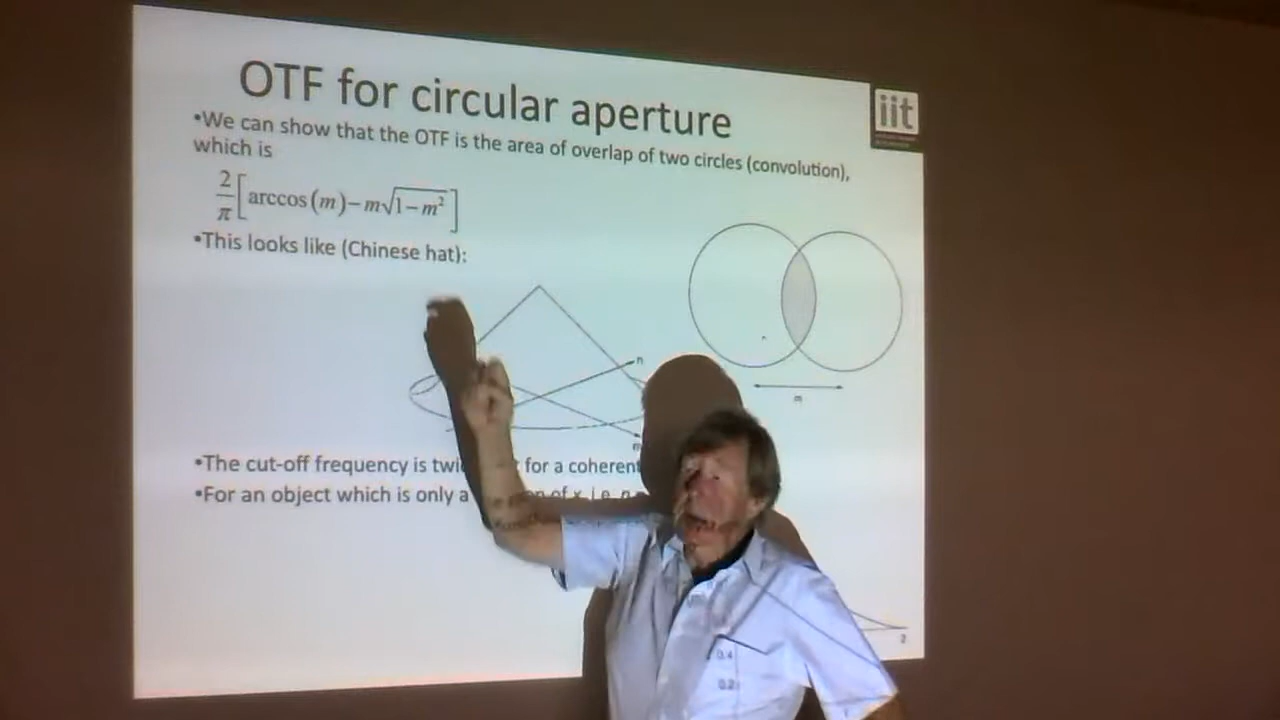 OTF for circular aperture
iit
•We can show that the OTF is the area of overlap of two circles (convolution),
which is
2/π[arccos(m)−m√1−m²]
•This looks like (Chinese hat):
n
m
m
•The cut-off frequency is for a coherent
•For an object which is only a of x, i.e.
2
0.4
0.2